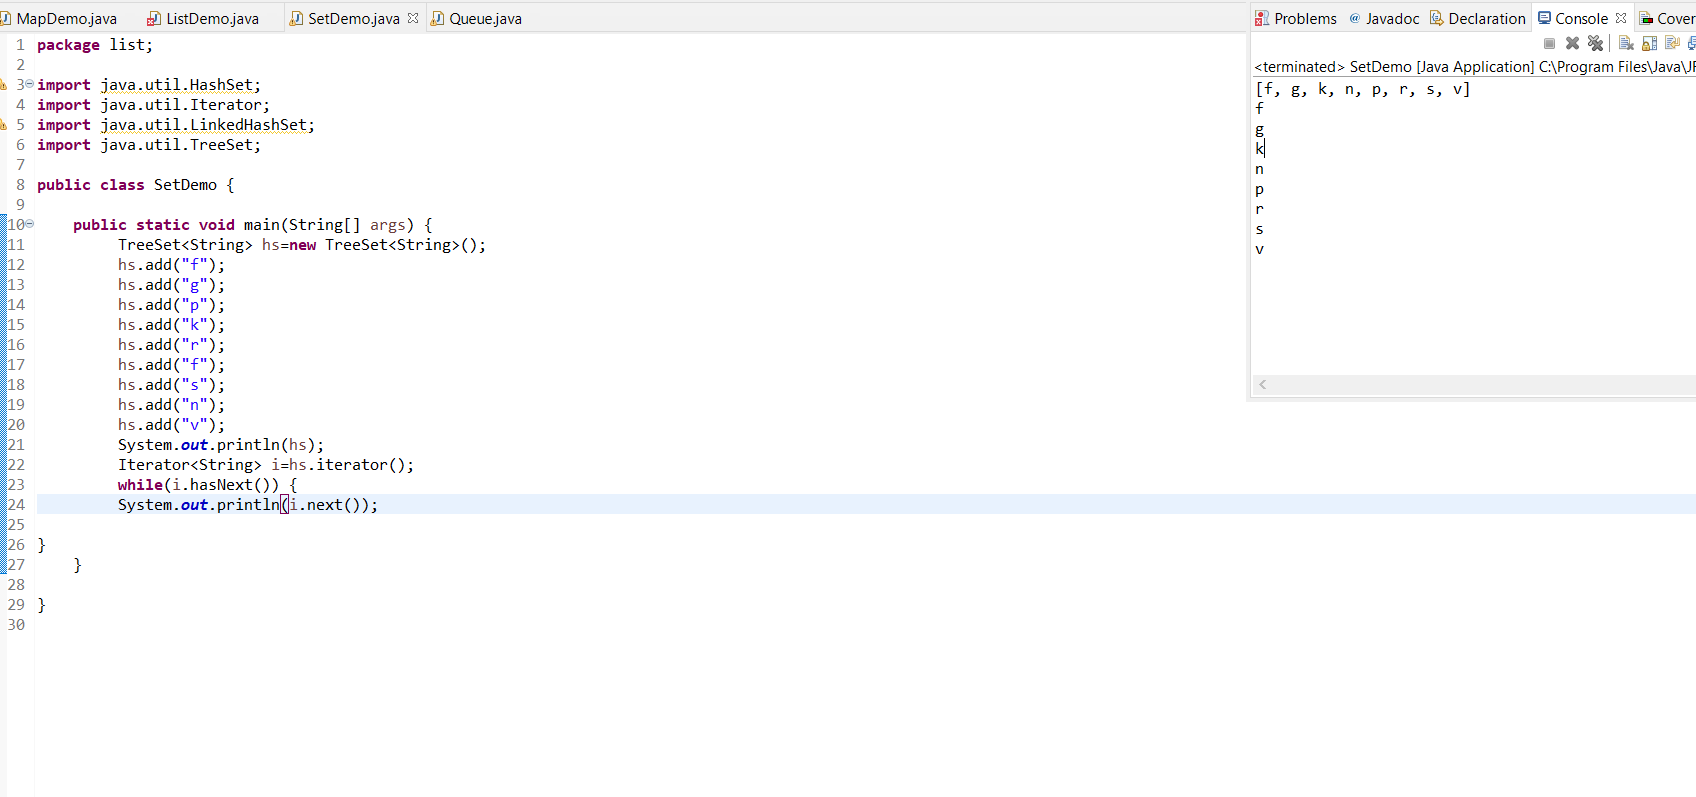 MapDemo.java ListDemo.java SetDemo.java Queue.java
1 package list;
2
3 import java.util.HashSet;
4 import java.util.Iterator;
5 import java.util.LinkedHashSet;
6 import java.util.TreeSet;
7
8 public class SetDemo {
9
10 public static void main(String[] args) {
11 TreeSet<String> hs=new TreeSet<String>();
12 hs.add("f");
13 hs.add("g");
14 hs.add("p");
15 hs.add("k");
16 hs.add("r");
17 hs.add("f");
18 hs.add("s");
19 hs.add("n");
20 hs.add("v");
21 System.out.println(hs);
22 Iterator<String> i=hs.iterator();
23 while(i.hasNext()) {
24 System.out.println(i.next());
25
26 }
27 }
28
29 }
30
Problems @ Javadoc Declaration Console Cover
<terminated> SetDemo [Java Application] C:\Program Files\Java\JF
[f, g, k, n, p, r, s, v]
f
g
k
n
p
r
s
v